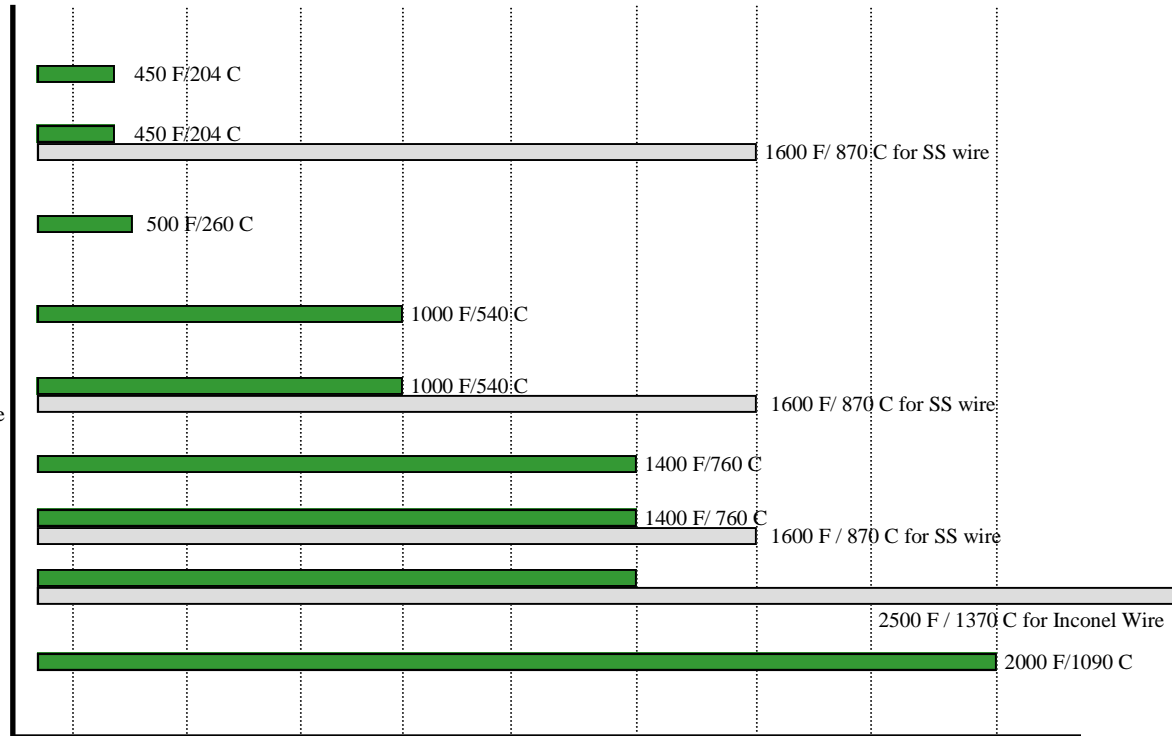 450 F/204 C
450 F/204 C
1600 F/ 870 C for SS wire
500 F/260 C
1000 F/540 C
1000 F/540 C
1600 F/ 870 C for SS wire
e
1400 F/760 C
1400 F/ 760 C
1600 F / 870 C for SS wire
2500 F / 1370 C for Inconel Wire
2000 F/1090 C